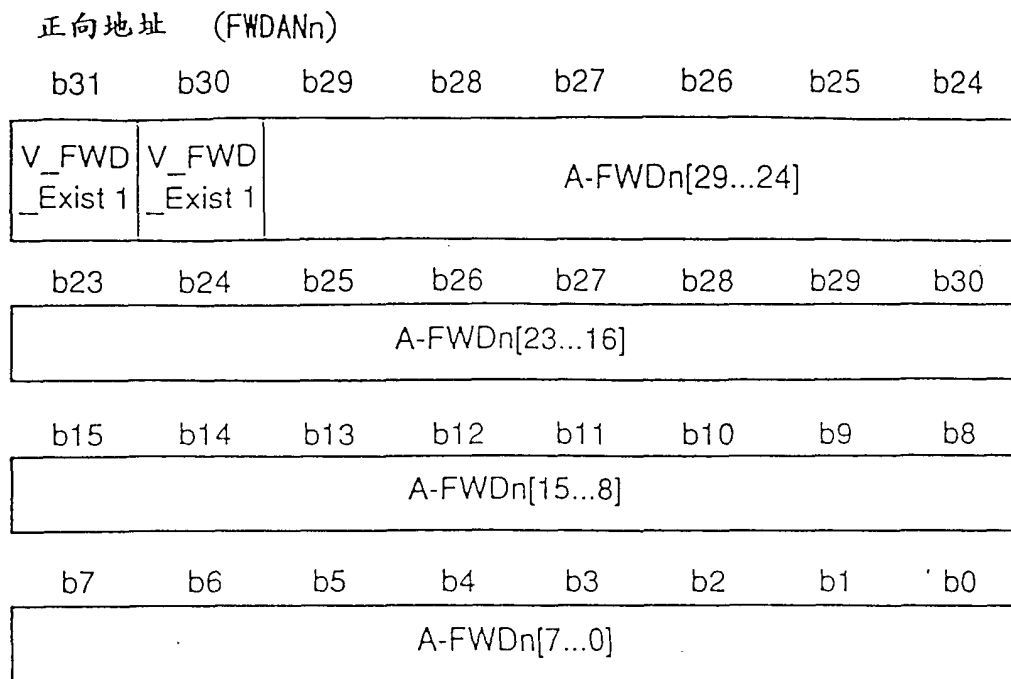 正向地址 (FWDANn)
b31 b30 b29 b28 b27 b26 b25 b24
V_FWD V_FWD
_Exist 1 _Exist 1
A-FWDn[29...24]
b23 b24 b25 b26 b27 b28 b29 b30
A-FWDn[23...16]
b15 b14 b13 b12 b11 b10 b9 b8
A-FWDn[15...8]
b7 b6 b5 b4 b3 b2 b1 b0
A-FWDn[7...0]